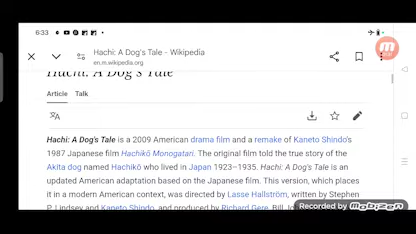 6:33
Hachi: A Dog's Tale - Wikipedia
en.m.wikipedia.org
Hachi: A Dog's Tale
Article Talk
Hachi: A Dog's Tale is a 2009 American drama film and a remake of Kaneto Shindo's
1987 Japanese film Hachikō Monogatari. The original film told the true story of the
Akita dog named Hachikō who lived in Japan 1923–1935. Hachi: A Dog's Tale is an
updated American adaptation based on the Japanese film. This version, which places
it in a modern American context, was directed by Lasse Hallström, written by Stephen
P. Lindsey and Kaneto Shindo, and produced by Richard Gere, Bill
Recorded by mobizen